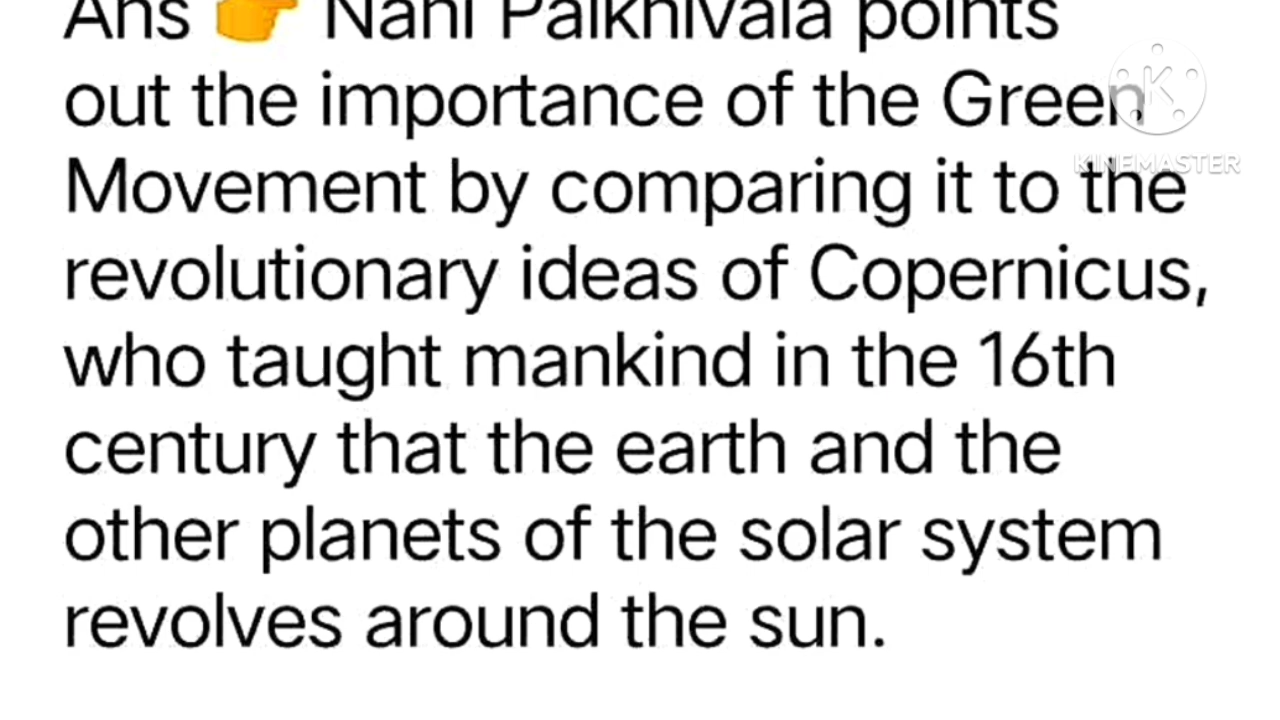 Ans 👉 Nani Palkhivala points
out the importance of the Green
Movement by comparing it to the
revolutionary ideas of Copernicus,
who taught mankind in the 16th
century that the earth and the
other planets of the solar system
revolves around the sun.
K
KINEMASTER